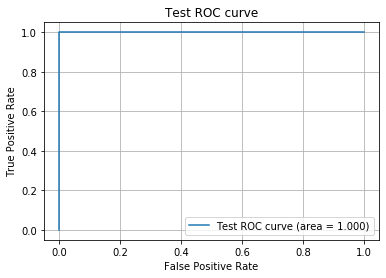 Test ROC curve
1.0
0.8
0.6
0.4
0.2
0.0
True Positive Rate
Test ROC curve (area = 1.000)
0.0 0.2 0.4 0.6 0.8 1.0
False Positive Rate